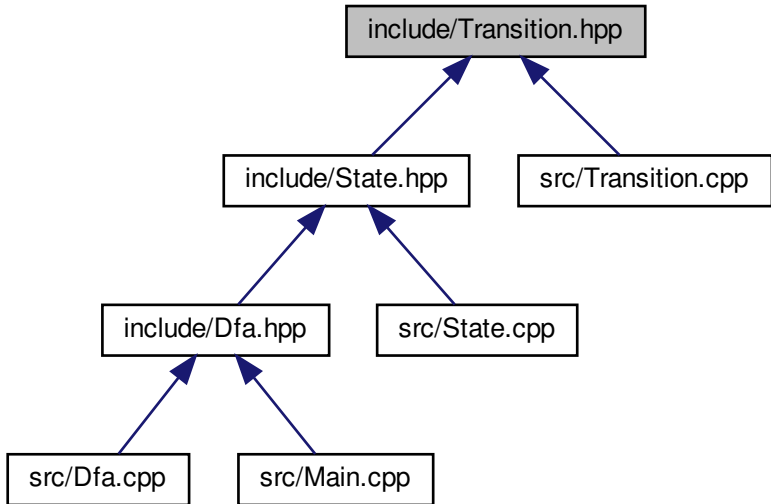 include/Transition.hpp
include/State.hpp
src/Transition.cpp
include/Dfa.hpp
src/State.cpp
src/Dfa.cpp
src/Main.cpp